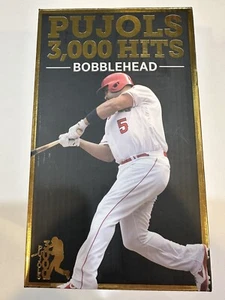 PUJOLS
3,000 HITS
BOBBLEHEAD
5